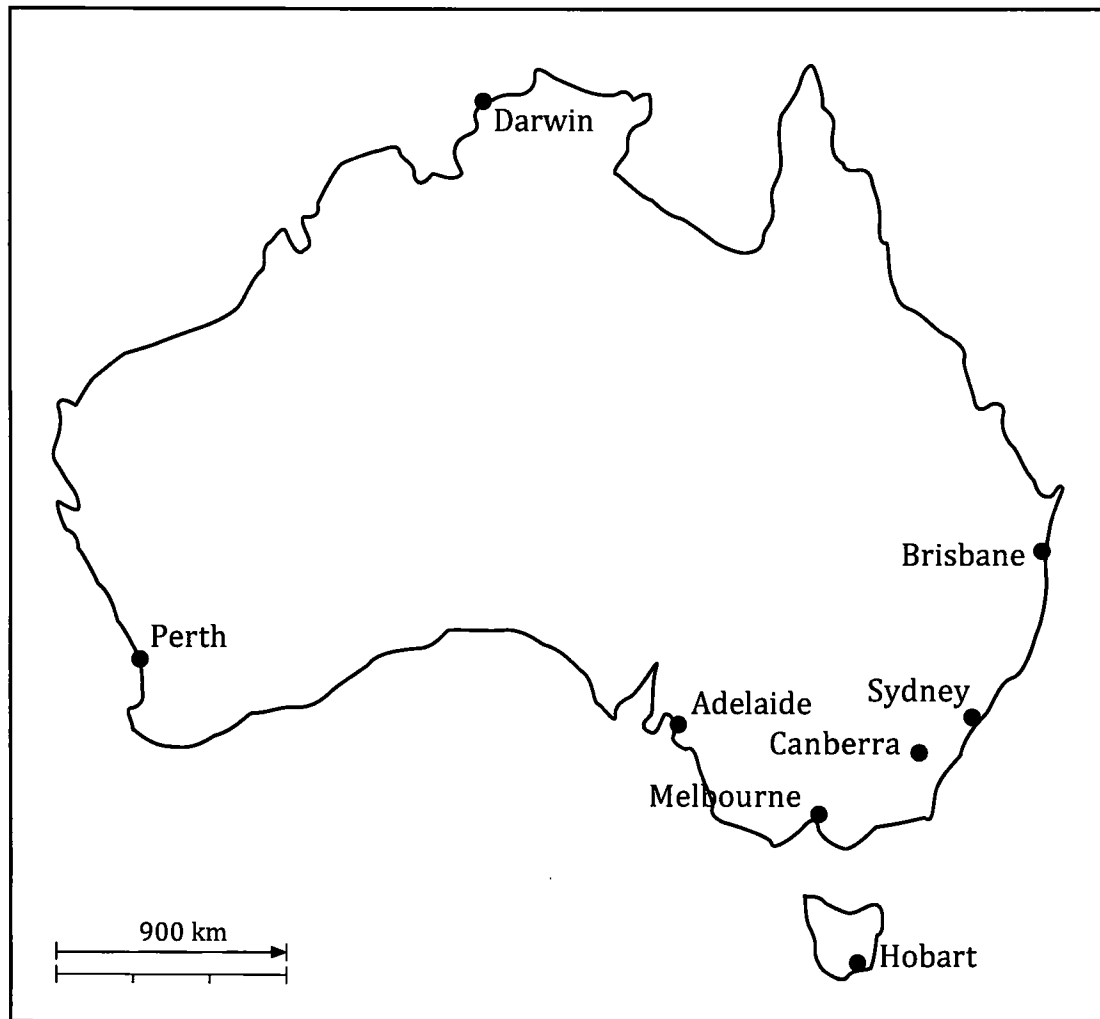 Darwin
Brisbane
Perth
Sydney
Adelaide
Canberra
Melbourne
900 km
Hobart